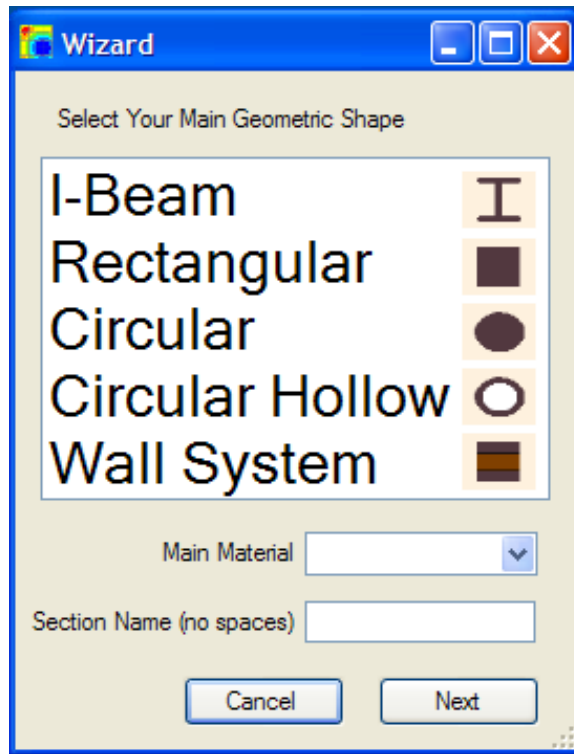 Wizard
Select Your Main Geometric Shape
I-Beam
Rectangular
Circular
Circular Hollow
Wall System
Main Material
Section Name (no spaces)
Cancel Next